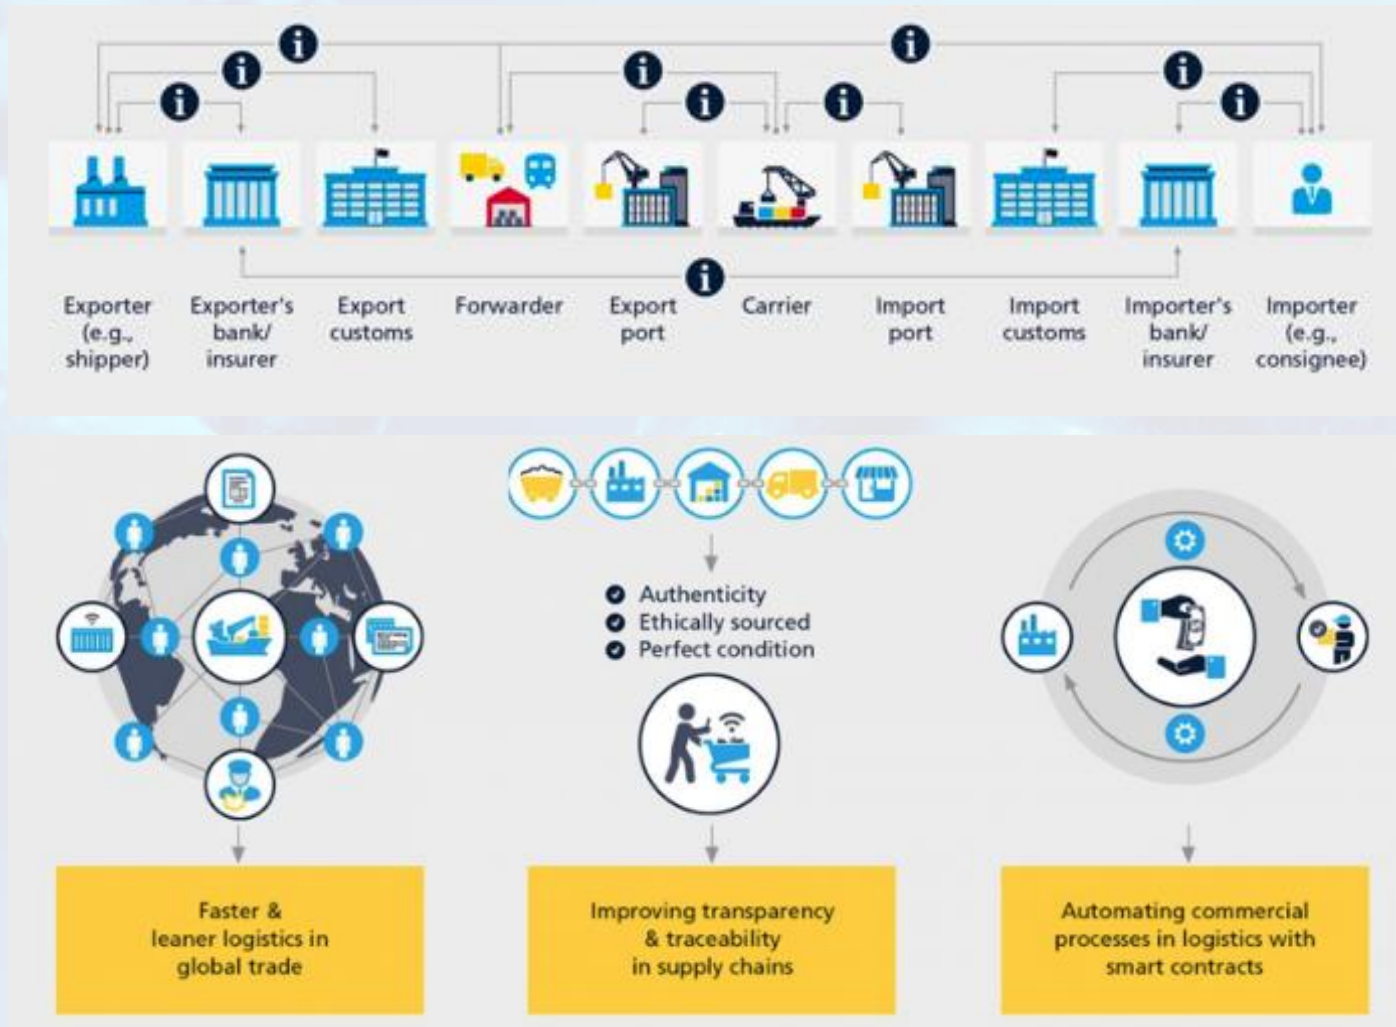 i
i
i
i
i
i
i
i
i
i
Exporter
(e.g.,
shipper)
Exporter's
bank/
insurer
Export
customs
Forwarder
Export
port
Carrier
Import
port
Import
customs
Importer's
bank/
insurer
Importer
(e.g.,
consignee)
Authenticity
Ethically sourced
Perfect condition
Faster &
leaner logistics in
global trade
Improving transparency
& traceability
in supply chains
Automating commercial
processes in logistics with
smart contracts